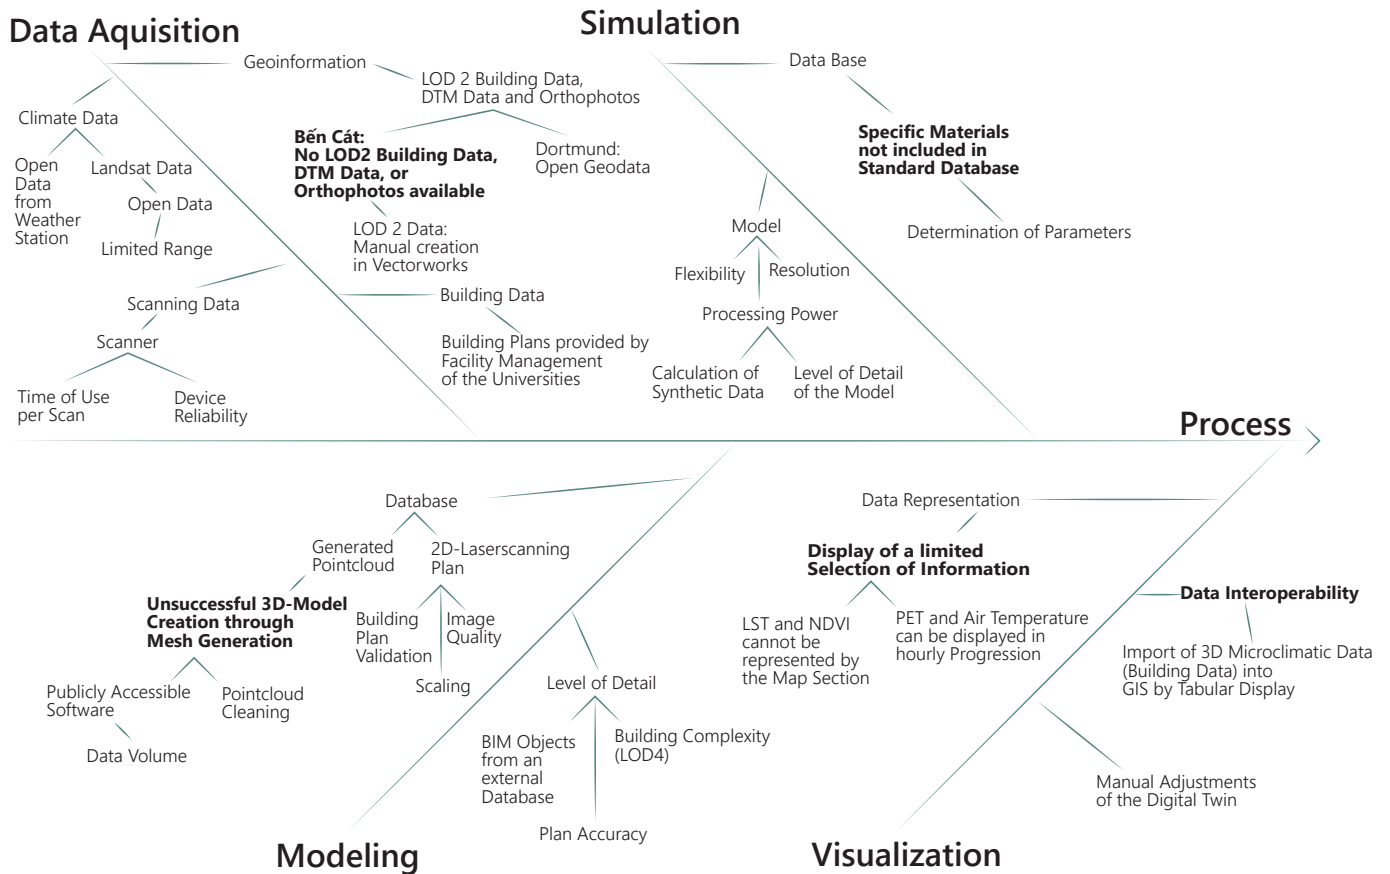 Data Aquisition
Geoinformation
LOD 2 Building Data,
DTM Data and Orthophotos
Bến Cát:
No LOD2 Building Data,
DTM Data, or
Orthophotos available
Dortmund:
Open Geodata
LOD 2 Data:
Manual creation
in Vectorworks
Climate Data
Open
Data
from
Weather
Station
Landsat Data
Open Data
Limited Range
Scanning Data
Scanner
Time of Use
per Scan
Device
Reliability
Building Data
Building Plans provided by
Facility Management
of the Universities
Simulation
Data Base
Specific Materials
not included in
Standard Database
Determination of Parameters
Model
Flexibility
Resolution
Processing Power
Calculation of
Synthetic Data
Level of Detail
of the Model
Process
Database
Generated
Pointcloud
2D-Laserscanning
Plan
Unsuccessful 3D-Model
Creation through
Mesh Generation
Building
Plan
Validation
Image
Quality
Scaling
Publicly Accessible
Software
Pointcloud
Cleaning
Data Volume
Level of Detail
BIM Objects
from an
external
Database
Building Complexity
(LOD4)
Plan Accuracy
Modeling
Data Representation
Display of a limited
Selection of Information
LST and NDVI
cannot be
represented by
the Map Section
PET and Air Temperature
can be displayed in
hourly Progression
Data Interoperability
Import of 3D Microclimatic Data
(Building Data) into
GIS by Tabular Display
Manual Adjustments
of the Digital Twin
Visualization